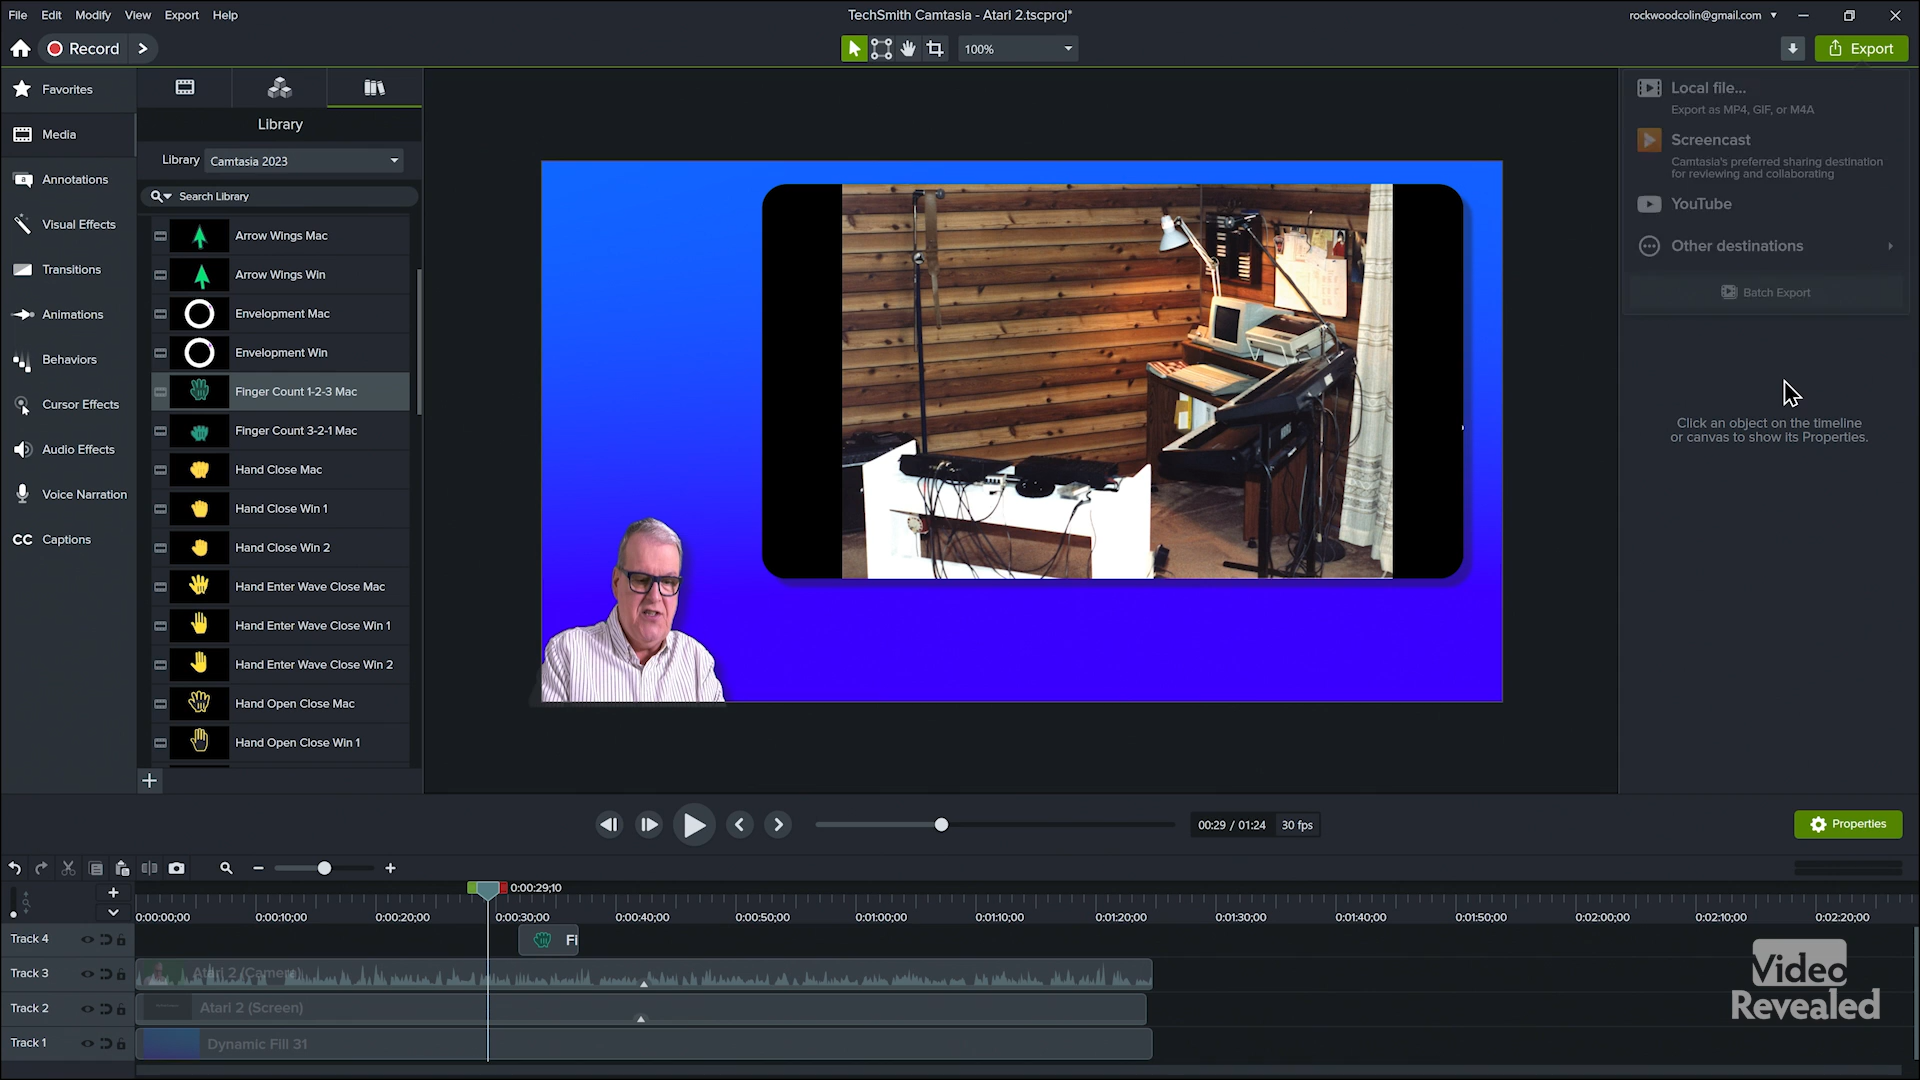 File Edit Modify View Export Help
TechSmith Camtasia - Atari 2.tscproj*
rockwoodcolin@gmail.com
Record
100%
Export
Favorites
Media
Annotations
Visual Effects
Transitions
Animations
Behaviors
Cursor Effects
Audio Effects
Voice Narration
CC Captions
Library
Library Camtasia 2023
Search Library
Arrow Wings Mac
Arrow Wings Win
Envelopment Mac
Envelopment Win
Finger Count 1-2-3 Mac
Finger Count 3-2-1 Mac
Hand Close Mac
Hand Close Win 1
Hand Close Win 2
Hand Enter Wave Close Mac
Hand Enter Wave Close Win 1
Hand Enter Wave Close Win 2
Hand Open Close Mac
Hand Open Close Win 1
Local file...
Export as MP4, GIF, or M4A
Screencast
Camtasia's preferred sharing destination
for reviewing and collaborating
YouTube
Other destinations
Batch Export
Click an object on the timeline
or canvas to show its Properties.
00:29 / 01:24 30 fps
Properties
0:00:29;10
0:00:00;00 0:00:10;00 0:00:20;00 0:00:30;00 0:00:40;00 0:00:50;00 0:01:00;00 0:01:10;00 0:01:20;00 0:01:30;00 0:01:40;00 0:01:50;00 0:02:00;00 0:02:10;00 0:02:20;00
Track 4
FI
Track 3
Atari 2 (Camera)
Track 2
Atari 2 (Screen)
Track 1
Dynamic Fill 31
Video
Revealed